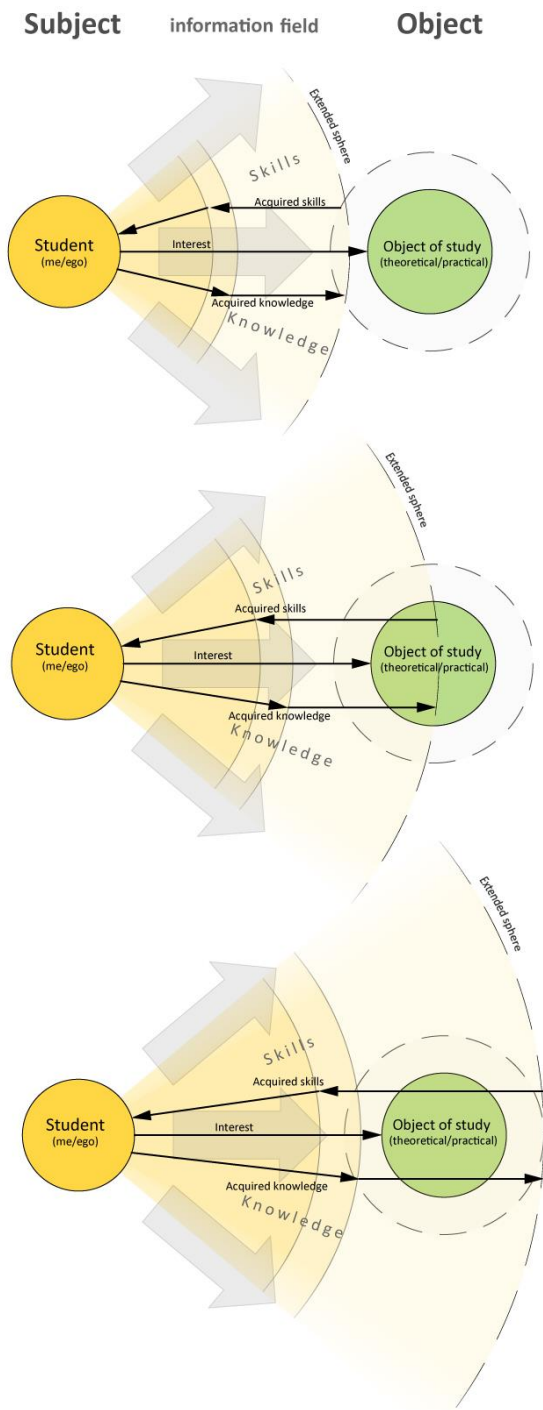 Subject
information field
Object
Extended sphere
Skills
Acquired skills
Student
(me/ego)
Interest
Object of study
(theoretical/practical)
Acquired knowledge
Knowledge
Extended sphere
Skills
Acquired skills
Student
(me/ego)
Interest
Object of study
(theoretical/practical)
Acquired knowledge
Knowledge
Extended sphere
Skills
Acquired skills
Student
(me/ego)
Interest
Object of study
(theoretical/practical)
Acquired knowledge
Knowledge